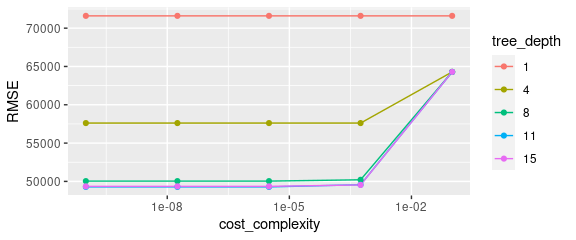 70000
65000
60000
55000
50000
RMSE
1e-08
1e-05
1e-02
cost_complexity
tree_depth
1
4
8
11
15